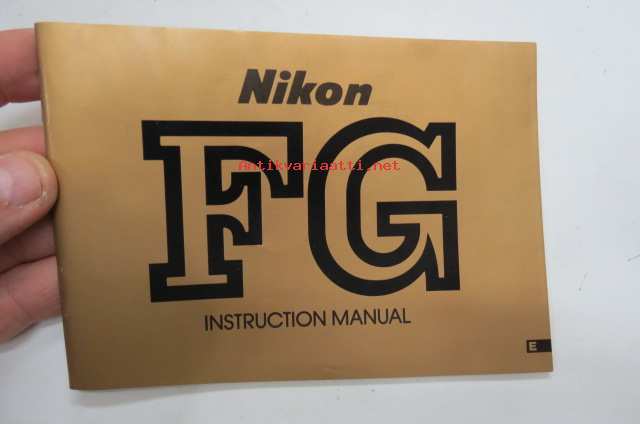 Nikon
FG
Antikvariaatti.net
INSTRUCTION MANUAL
E